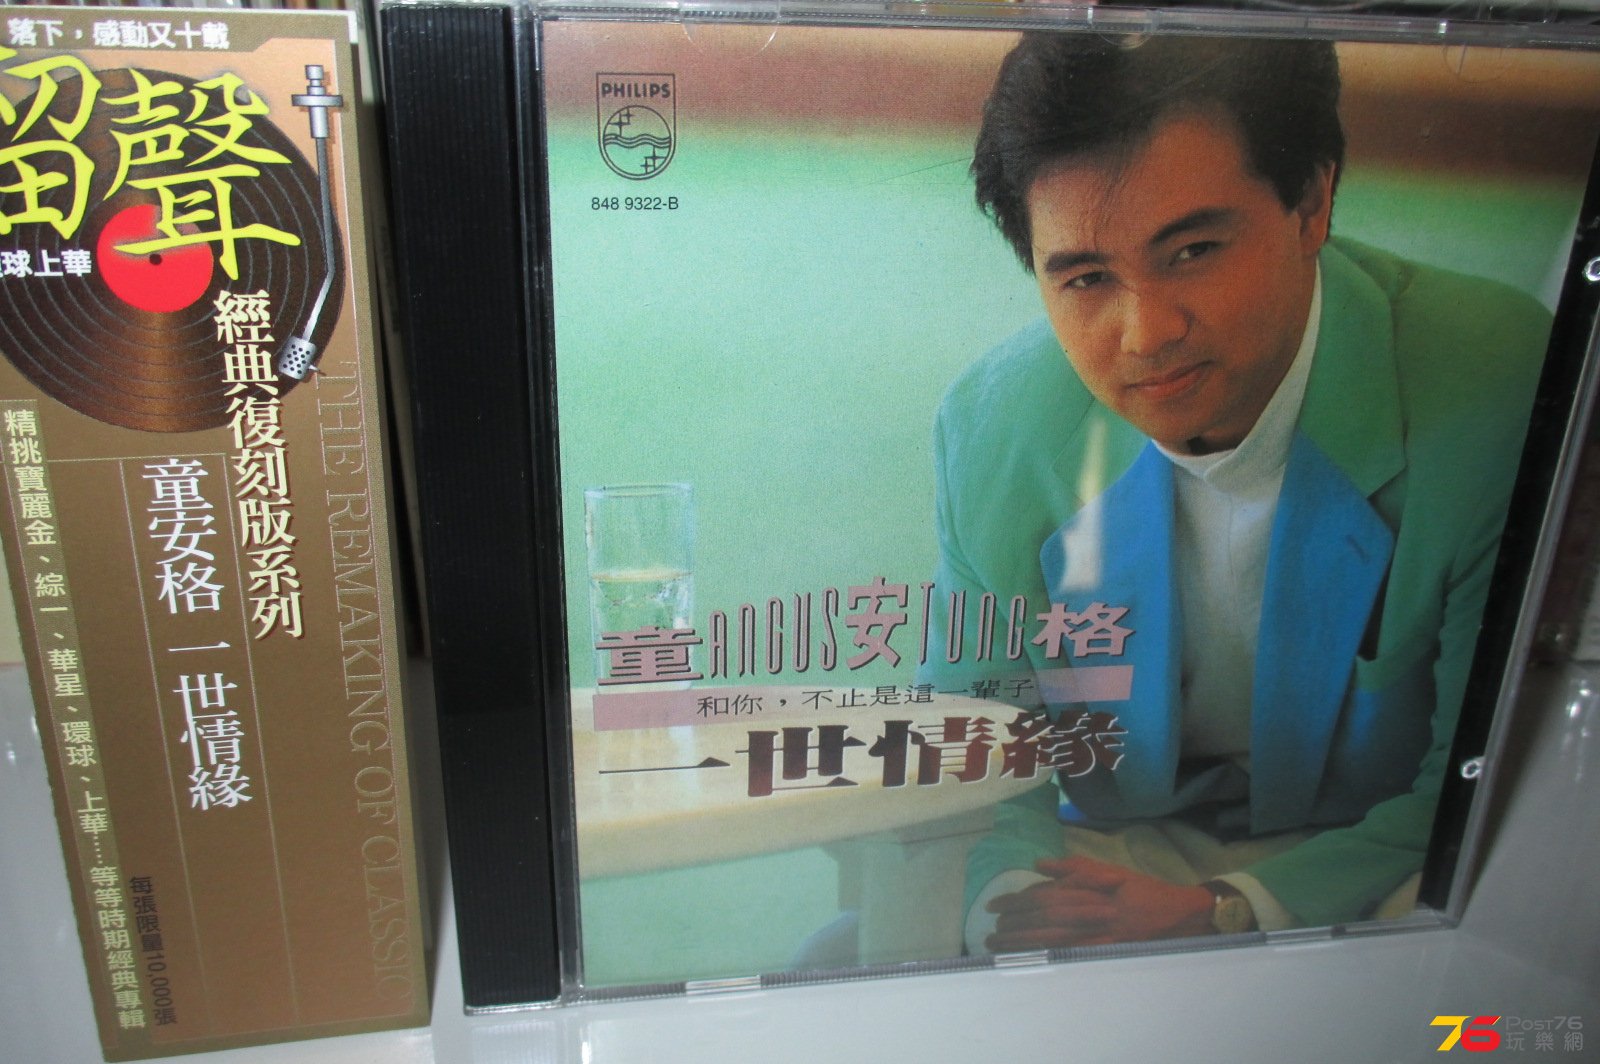 落下，感動又十載
留聲
環球上華
經典復刻版系列
THE REMAKING OF CLASSIC
童安格 一世情緣
精挑寶麗金、綜一、華星、環球、上華......等等時期經典專輯
每張限量10,000張
PHILIPS
848 9322-B
童ANGUS安TUNG格
和你，不止是這一輩子
一世情緣
76 POST76
玩樂網